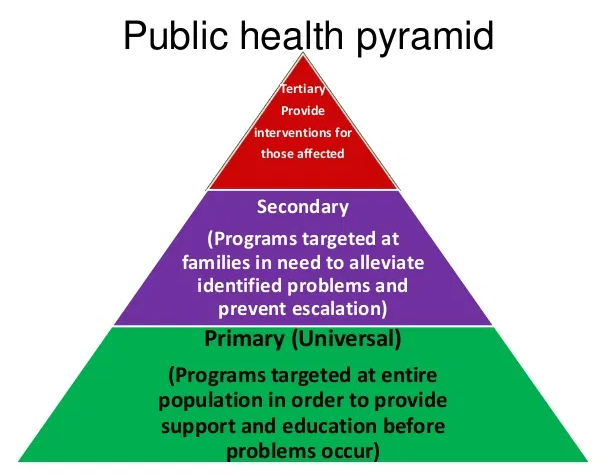 Public health pyramid
Tertiary
Provide
interventions for
those affected
Secondary
(Programs targeted at
families in need to alleviate
identified problems and
prevent escalation)
Primary (Universal)
(Programs targeted at entire
population in order to provide
support and education before
problems occur)